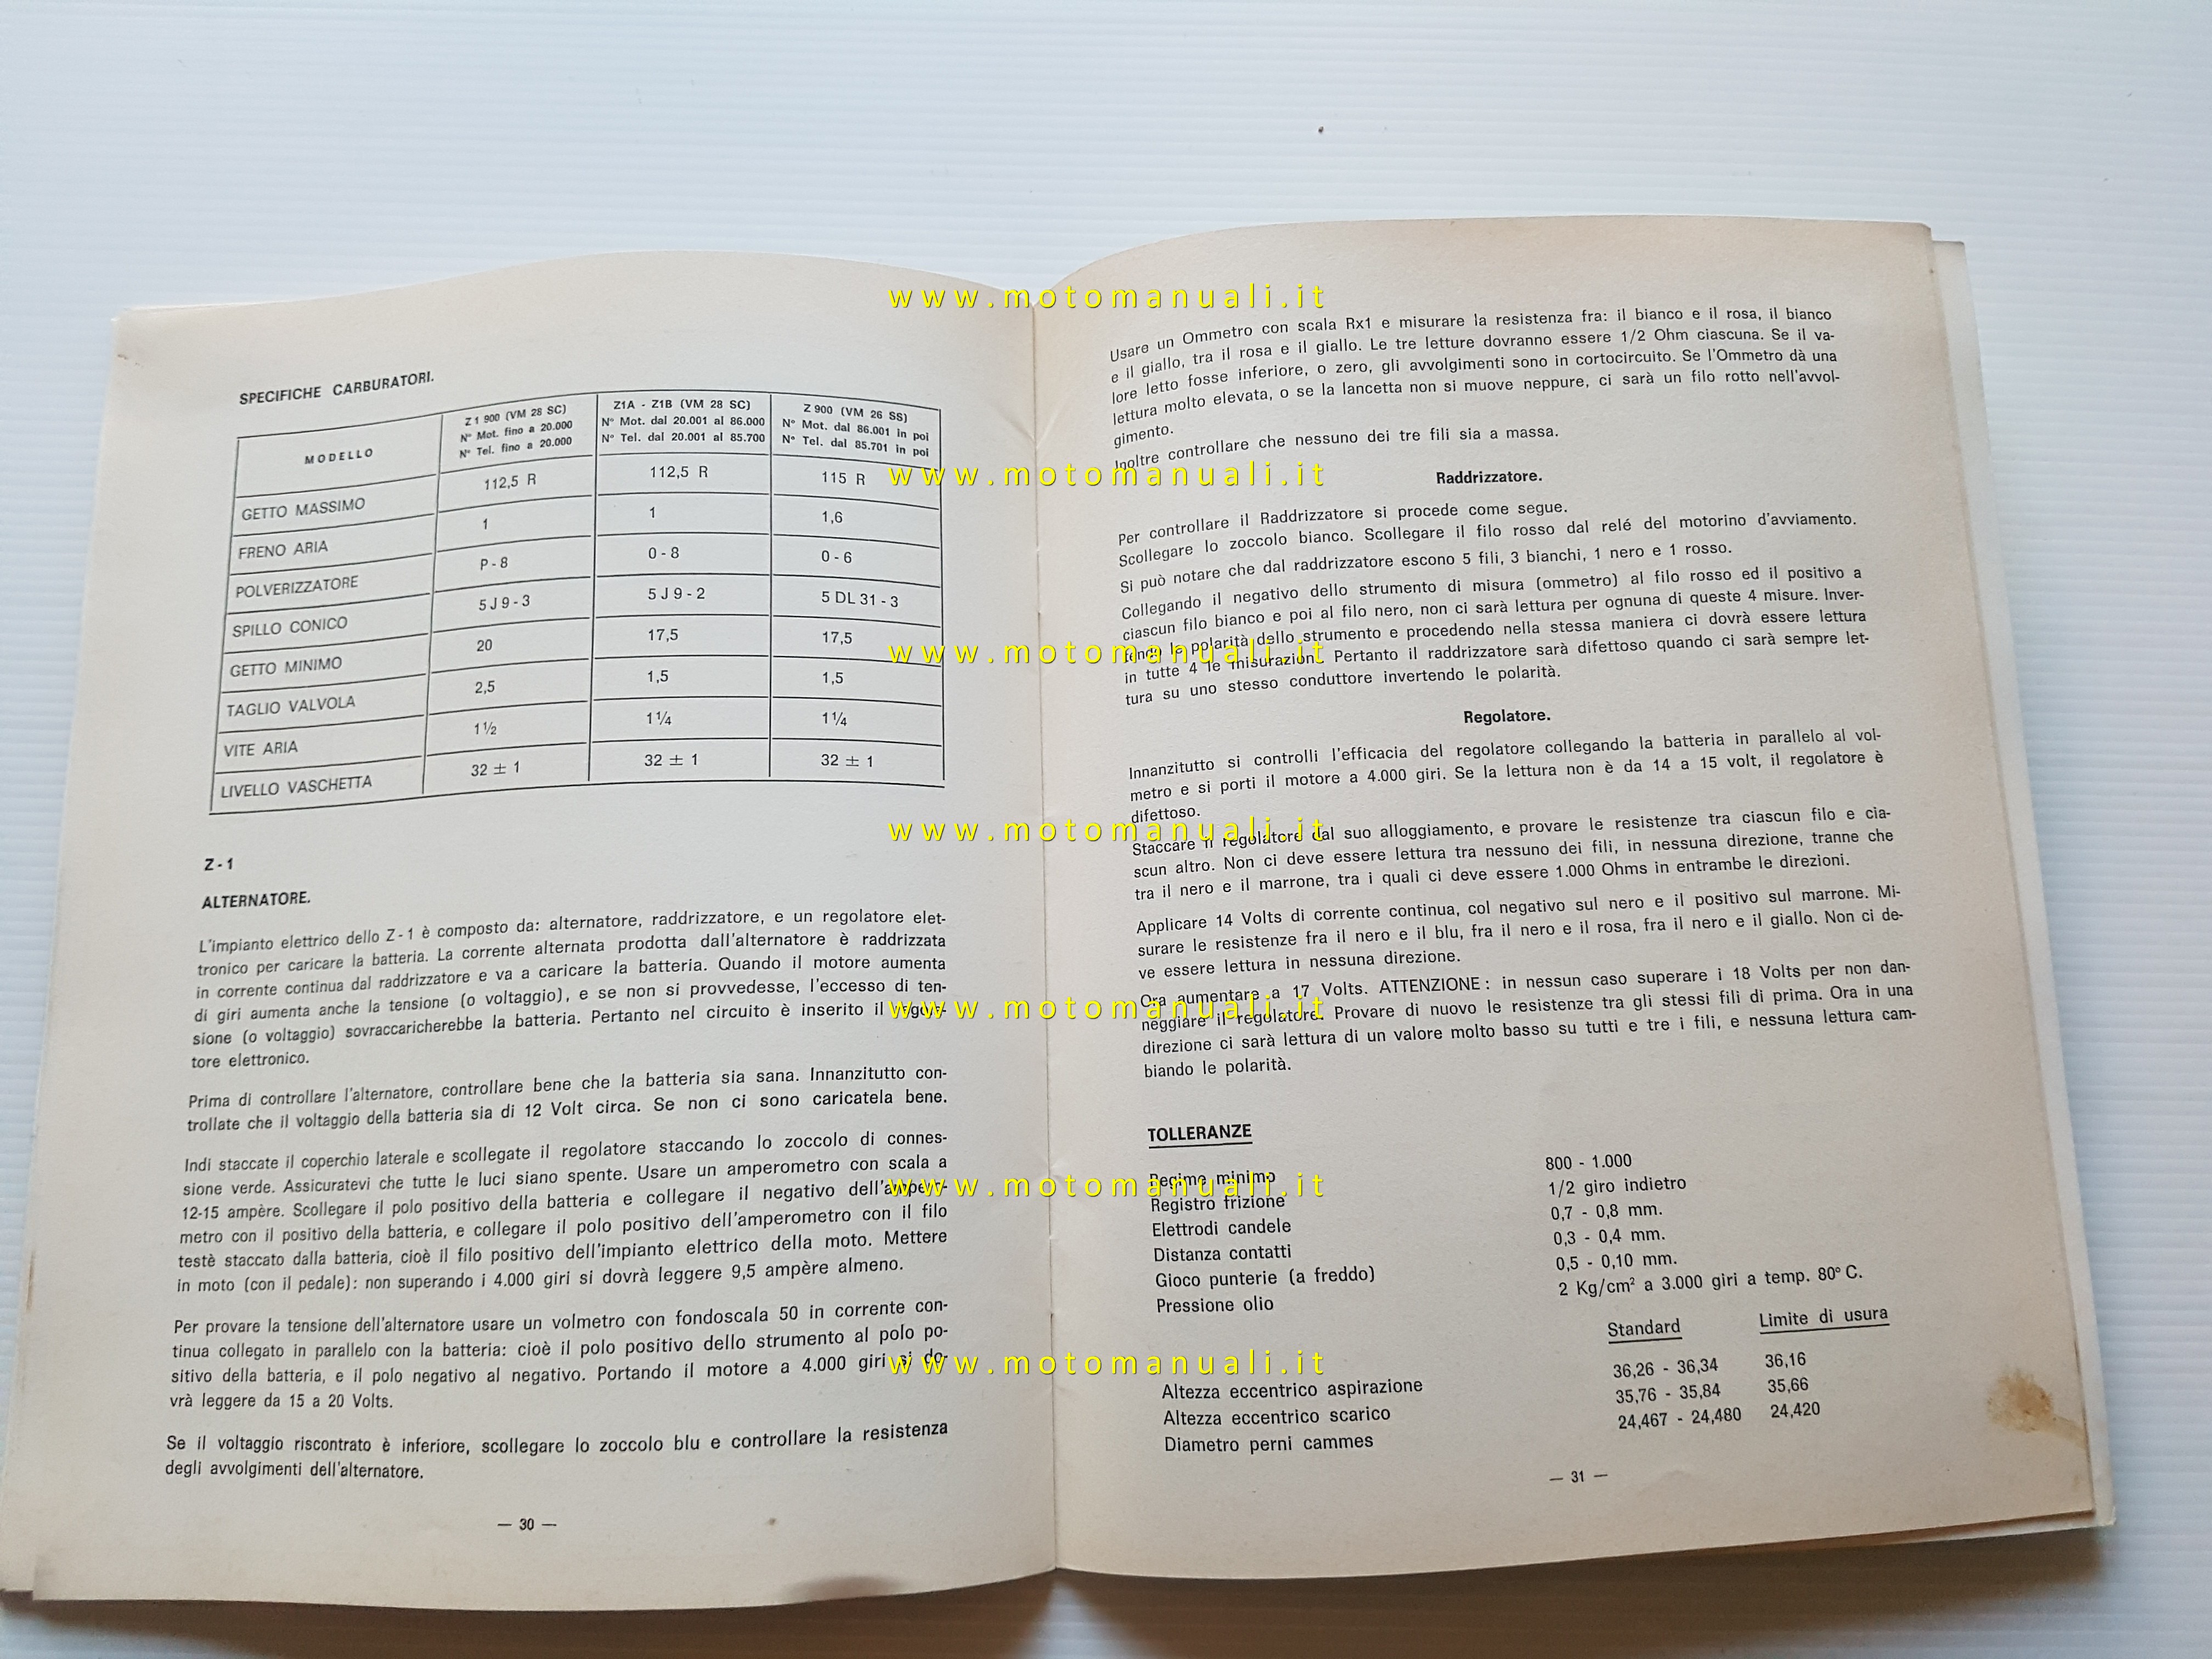 SPECIFICHE CARBURATORI.
MODELLO
Z 1 900 (VM 28 SC)
N° Mot. fino a 20.000
N° Tel. fino a 20.000
Z1A - Z1B (VM 28 SC)
N° Mot. dal 20.001 al 86.000
N° Tel. dal 20.001 al 85.700
Z 900 (VM 26 SS)
N° Mot. dal 86.001 in poi
N° Tel. dal 85.701 in poi
GETTO MASSIMO 112,5 R 112,5 R 115 R
FRENO ARIA 1 1 1,6
POLVERIZZATORE P - 8 0 - 8 0 - 6
SPILLO CONICO 5 J 9 - 3 5 J 9 - 2 5 DL 31 - 3
GETTO MINIMO 20 17,5 17,5
TAGLIO VALVOLA 2,5 1,5 1,5
VITE ARIA 1 ½ 1 ¼ 1 ¼
LIVELLO VASCHETTA 32 ± 1 32 ± 1 32 ± 1
Z - 1
ALTERNATORE.
L'impianto elettrico dello Z - 1 è composto da: alternatore, raddrizzatore, e un regolatore elet-
tronico per caricare la batteria. La corrente alternata prodotta dall'alternatore è raddrizzata
in corrente continua dal raddrizzatore e va a caricare la batteria. Quando il motore aumenta
di giri aumenta anche la tensione (o voltaggio), e se non si provvedesse, l'eccesso di ten-
sione (o voltaggio) sovraccaricherebbe la batteria. Pertanto nel circuito è inserito il regola-
tore elettronico.
Prima di controllare l'alternatore, controllare bene che la batteria sia sana. Innanzitutto con-
trollate che il voltaggio della batteria sia di 12 Volt circa. Se non ci sono caricatela bene.
Indi staccate il coperchio laterale e scollegate il regolatore staccando lo zoccolo di connes-
sione verde. Assicuratevi che tutte le luci siano spente. Usare un amperometro con scala a
12-15 ampère. Scollegare il polo positivo della batteria e collegare il negativo dell'ampero-
metro con il positivo della batteria, e collegare il polo positivo dell'amperometro con il filo
testè staccato dalla batteria, cioè il filo positivo dell'impianto elettrico della moto. Mettere
in moto (con il pedale): non superando i 4.000 giri si dovrà leggere 9,5 ampère almeno.
Per provare la tensione dell'alternatore usare un volmetro con fondoscala 50 in corrente con-
tinua collegato in parallelo con la batteria: cioè il polo positivo dello strumento al polo po-
sitivo della batteria, e il polo negativo al negativo. Portando il motore a 4.000 giri si do-
vrà leggere da 15 a 20 Volts.
Se il voltaggio riscontrato è inferiore, scollegare lo zoccolo blu e controllare la resistenza
degli avvolgimenti dell'alternatore.
— 30 —
Usare un Ommetro con scala Rx1 e misurare la resistenza fra: il bianco e il rosa, il bianco
e il giallo, tra il rosa e il giallo. Le tre letture dovranno essere 1/2 Ohm ciascuna. Se il va-
lore letto fosse inferiore, o zero, gli avvolgimenti sono in cortocircuito. Se l'Ommetro dà una
lettura molto elevata, o se la lancetta non si muove neppure, ci sarà un filo rotto nell'avvol-
gimento.
Inoltre controllare che nessuno dei tre fili sia a massa.
Raddrizzatore.
Per controllare il Raddrizzatore si procede come segue.
Scollegare lo zoccolo bianco. Scollegare il filo rosso dal relé del motorino d'avviamento.
Si può notare che dal raddrizzatore escono 5 fili, 3 bianchi, 1 nero e 1 rosso.
Collegando il negativo dello strumento di misura (ommetro) al filo rosso ed il positivo a
ciascun filo bianco e poi al filo nero, non ci sarà lettura per ognuna di queste 4 misure. Inver-
tendo la polarità dello strumento e procedendo nella stessa maniera ci dovrà essere lettura
in tutte 4 le misurazioni. Pertanto il raddrizzatore sarà difettoso quando ci sarà sempre let-
tura su uno stesso conduttore invertendo le polarità.
Regolatore.
Innanzitutto si controlli l'efficacia del regolatore collegando la batteria in parallelo al vol-
metro e si porti il motore a 4.000 giri. Se la lettura non è da 14 a 15 volt, il regolatore è
difettoso.
Staccare il regolatore dal suo alloggiamento, e provare le resistenze tra ciascun filo e cia-
scun altro. Non ci deve essere lettura tra nessuno dei fili, in nessuna direzione, tranne che
tra il nero e il marrone, tra i quali ci deve essere 1.000 Ohms in entrambe le direzioni.
Applicare 14 Volts di corrente continua, col negativo sul nero e il positivo sul marrone. Mi-
surare le resistenze fra il nero e il blu, fra il nero e il rosa, fra il nero e il giallo. Non ci de-
ve essere lettura in nessuna direzione.
Ora aumentare a 17 Volts. ATTENZIONE : in nessun caso superare i 18 Volts per non dan-
neggiare il regolatore. Provare di nuovo le resistenze tra gli stessi fili di prima. Ora in una
direzione ci sarà lettura di un valore molto basso su tutti e tre i fili, e nessuna lettura cam-
biando le polarità.
TOLLERANZE
Regime minimo 800 - 1.000
Registro frizione 1/2 giro indietro
Elettrodi candele 0,7 - 0,8 mm.
Distanza contatti 0,3 - 0,4 mm.
Gioco punterie (a freddo) 0,5 - 0,10 mm.
Pressione olio 2 Kg/cm² a 3.000 giri a temp. 80° C.
Standard Limite di usura
Altezza eccentrico aspirazione 36,26 - 36,34 36,16
Altezza eccentrico scarico 35,76 - 35,84 35,66
Diametro perni cammes 24,467 - 24,480 24,420
— 31 —
www.motomanuali.it
www.motomanuali.it
www.motomanuali.it
www.motomanuali.it
www.motomanuali.it
www.motomanuali.it
www.motomanuali.it